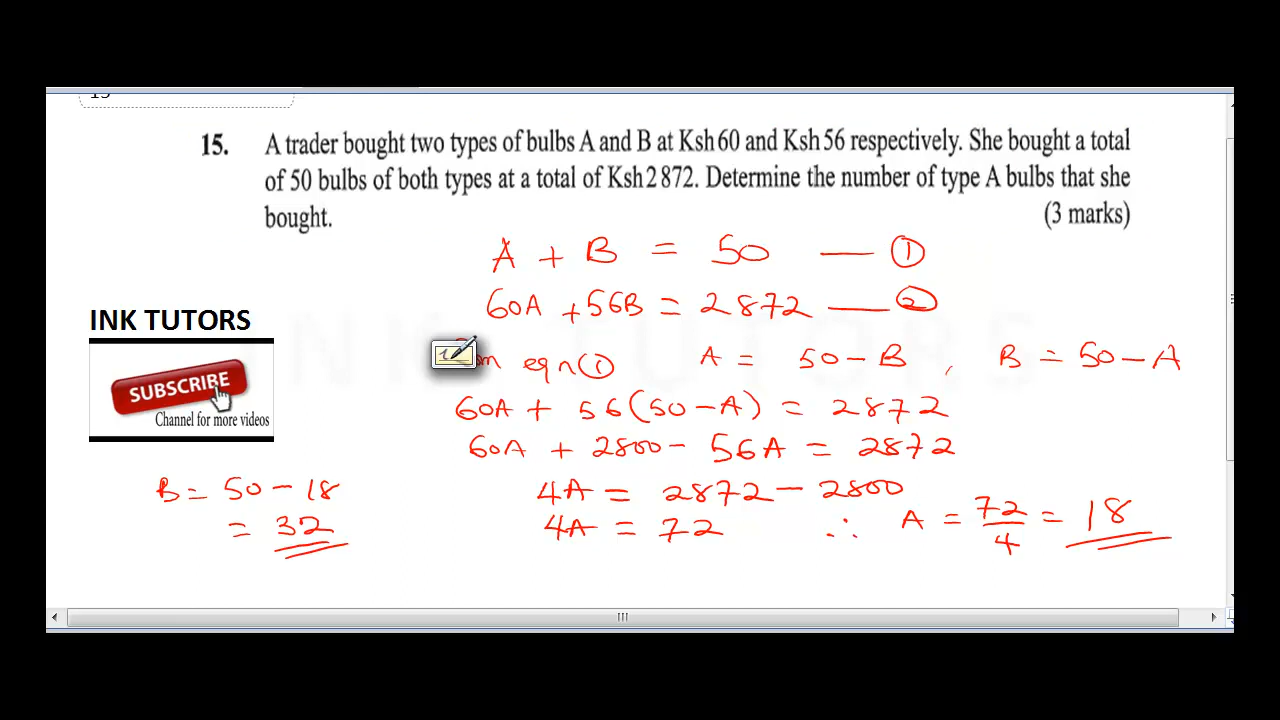 15.
A trader bought two types of bulbs A and B at Ksh 60 and Ksh 56 respectively. She bought a total
of 50 bulbs of both types at a total of Ksh 2 872. Determine the number of type A bulbs that she
bought. (3 marks)
A + B = 50 — ①
60A + 56B = 2872 — ②
INK TUTORS
eqn ① A = 50 - B , B = 50 - A
SUBSCRIBE
Channel for more videos
60A + 56(50 - A) = 2872
60A + 2800 - 56A = 2872
B = 50 - 18
4A = 2872 - 2800
= 32
4A = 72 ∴ A = 72/4 = 18